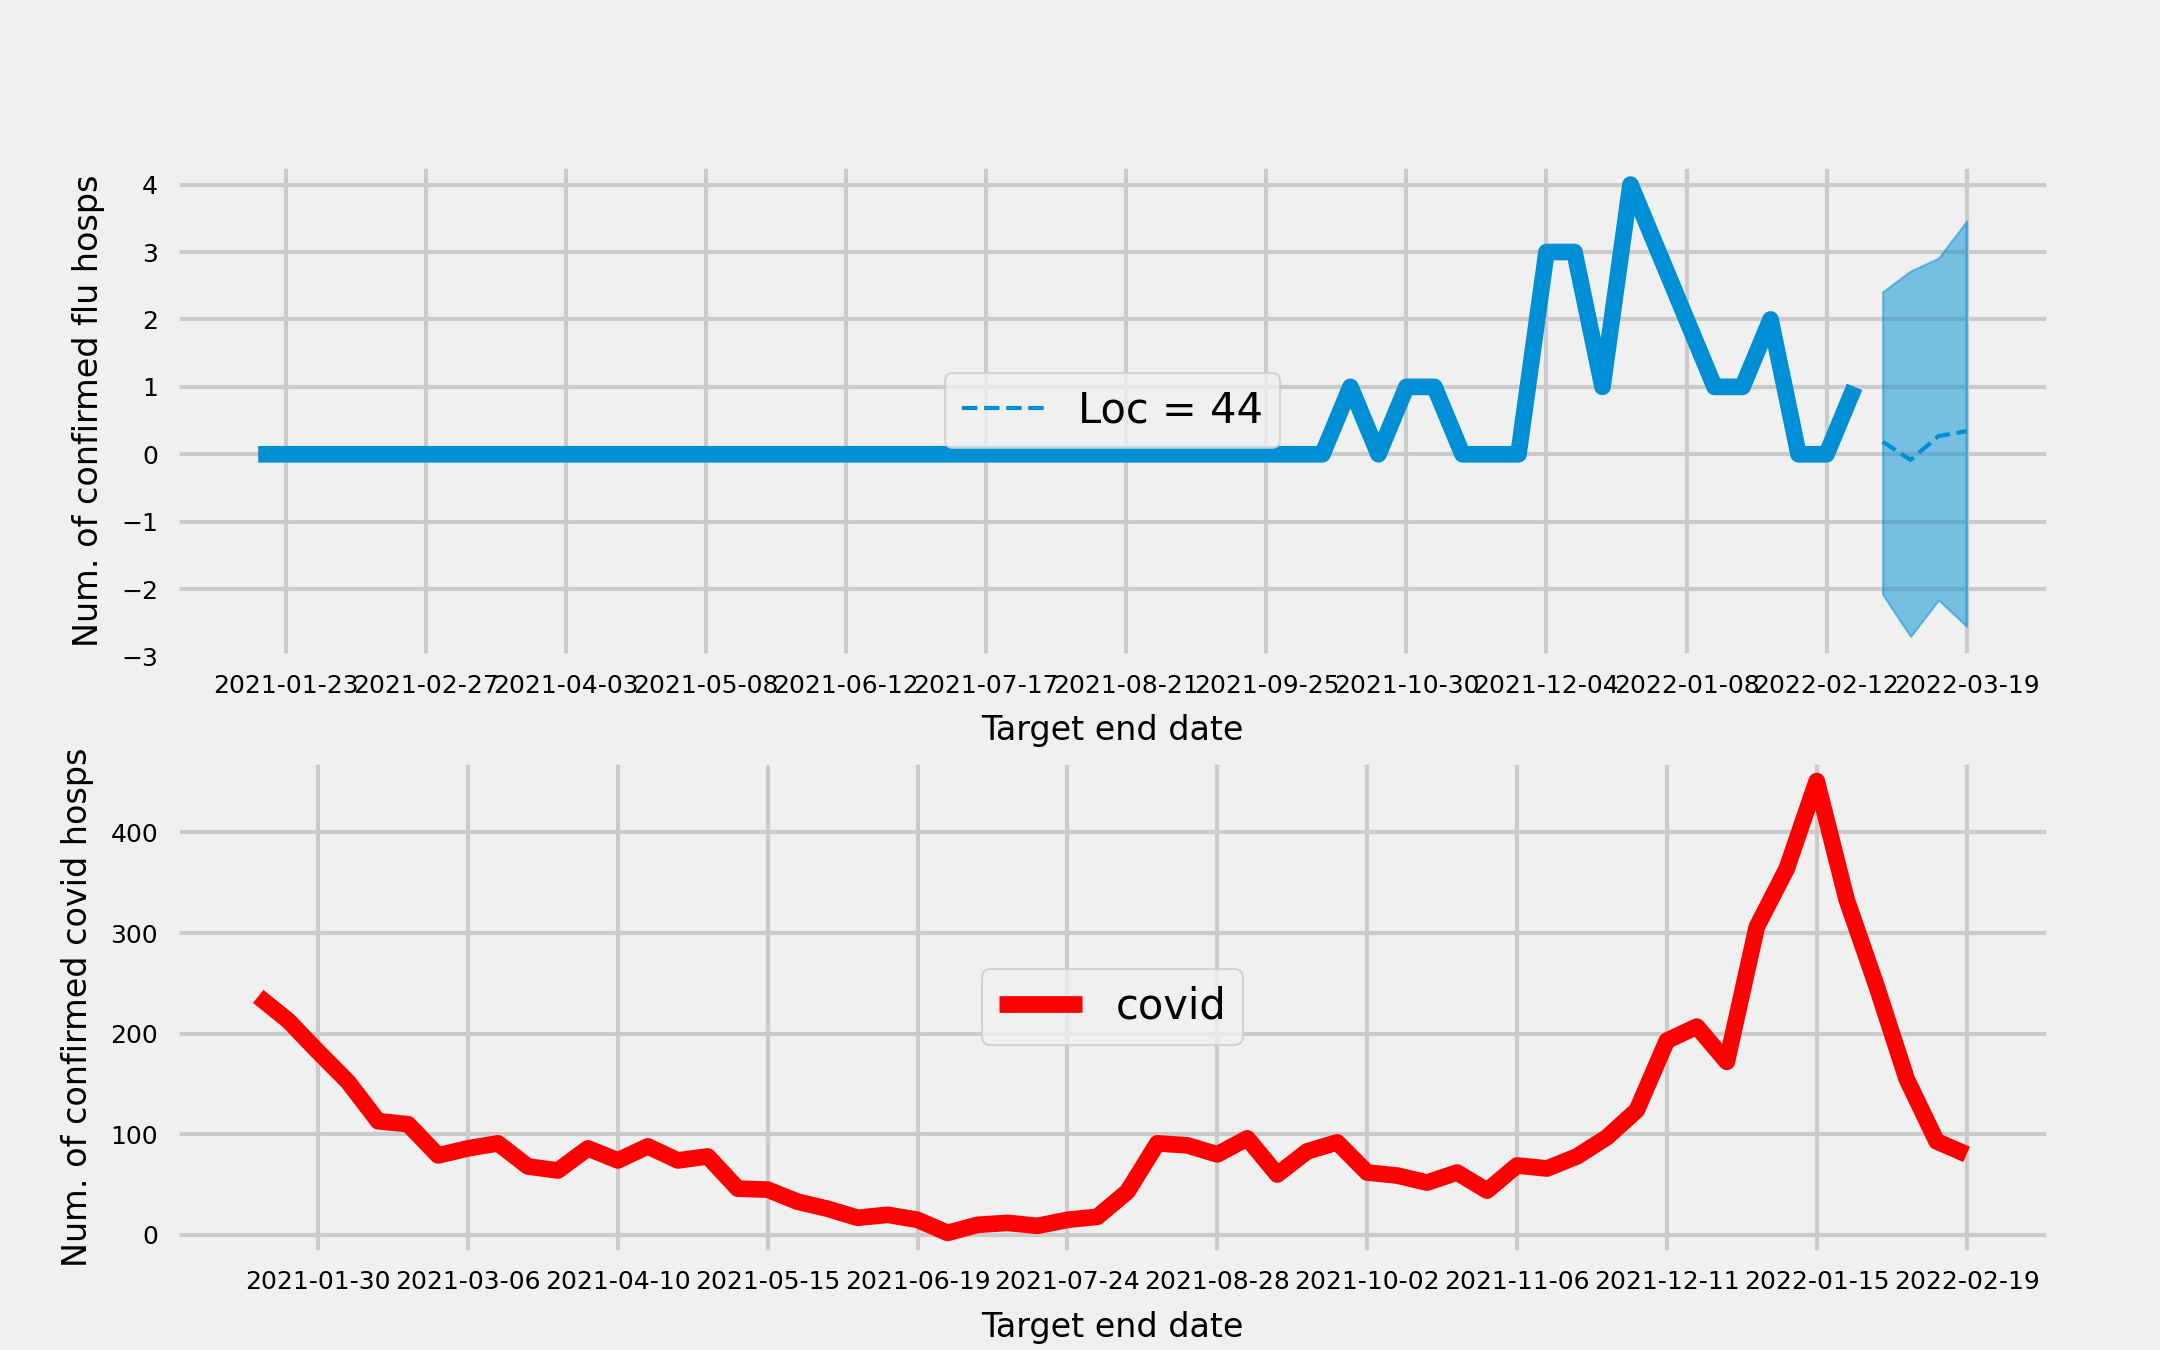 Num. of confirmed flu hosps
4
3
2
1
0
−1
−2
−3
Loc = 44
2021-01-23 2021-02-27 2021-04-03 2021-05-08 2021-06-12 2021-07-17 2021-08-21 2021-09-25 2021-10-30 2021-12-04 2022-01-08 2022-02-12 2022-03-19
Target end date
Num. of confirmed covid hosps
400
300
200
100
0
covid
2021-01-30 2021-03-06 2021-04-10 2021-05-15 2021-06-19 2021-07-24 2021-08-28 2021-10-02 2021-11-06 2021-12-11 2022-01-15 2022-02-19
Target end date